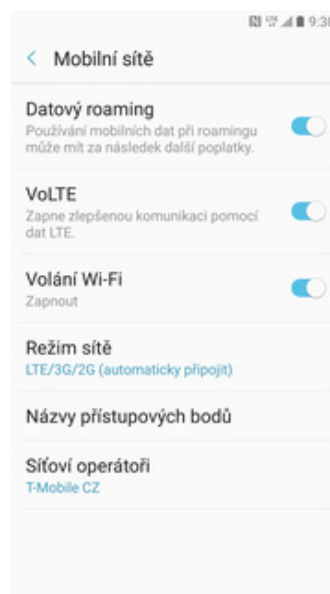 9:30
Mobilní sítě
Datový roaming
Používání mobilních dat při roamingu
může mít za následek další poplatky.
VoLTE
Zapne zlepšenou komunikaci pomocí
dat LTE.
Volání Wi-Fi
Zapnout
Režim sítě
LTE/3G/2G (automaticky připojit)
Názvy přístupových bodů
Síťoví operátoři
T-Mobile CZ